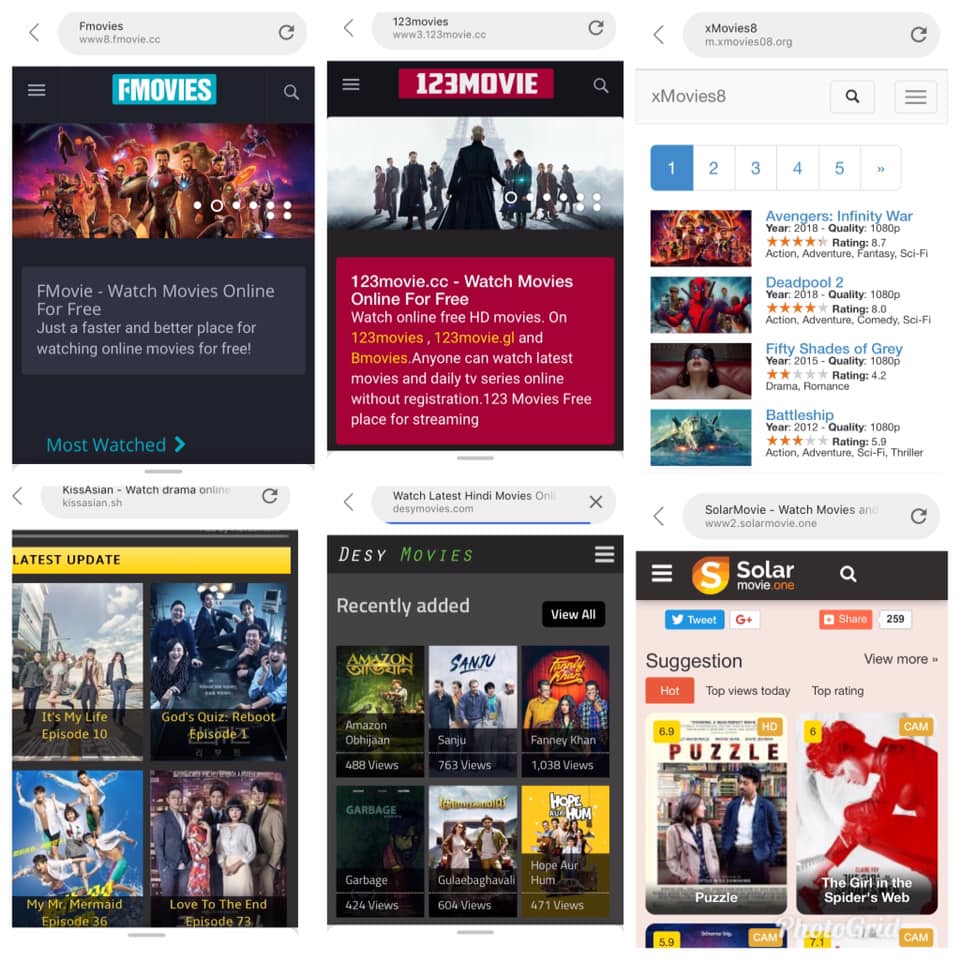 Fmovies
www8.fmovie.cc
FMOVIES
FMovie - Watch Movies Online
For Free
Just a faster and better place for
watching online movies for free!
Most Watched
123movies
www3.123movie.cc
123MOVIE
123movie.cc - Watch Movies
Online For Free
Watch online free HD movies. On
123movies , 123movie.gl and
Bmovies.Anyone can watch latest
movies and daily tv series online
without registration.123 Movies Free
place for streaming
xMovies8
m.xmovies08.org
xMovies8
1 2 3 4 5 »
Avengers: Infinity War
Year: 2018 - Quality: 1080p
Rating: 8.7
Action, Adventure, Fantasy, Sci-Fi
Deadpool 2
Year: 2018 - Quality: 1080p
Rating: 8.0
Action, Adventure, Comedy, Sci-Fi
Fifty Shades of Grey
Year: 2015 - Quality: 1080p
Rating: 4.2
Drama, Romance
Battleship
Year: 2012 - Quality: 1080p
Rating: 5.9
Action, Adventure, Sci-Fi, Thriller
KissAsian - Watch drama online
kissasian.sh
LATEST UPDATE
It's My Life
Episode 10
God's Quiz: Reboot
Episode 1
My Mr. Mermaid
Episode 36
Love To The End
Episode 73
Watch Latest Hindi Movies Onli
desymovies.com
DESY MOVIES
Recently added
View All
AMAZON
Amazon
Obhijaan
488 Views
SANJU
Sanju
763 Views
Fanney
Khan
Fanney Khan
1,038 Views
GARBAGE
Garbage
424 Views
Gulaebaghavali
604 Views
HOPE
AUR HUM
Hope Aur
Hum
471 Views
SolarMovie - Watch Movies and
www2.solarmovie.one
S Solar
movie.one
Tweet
G+
Share
259
Suggestion
View more »
Hot
Top views today
Top rating
6.9
HD
PUZZLE
Puzzle
6
CAM
CLAIRE FOY
The Girl in the
Spider's Web
5.9
CAM
7.1
CAM
PhotoGrid